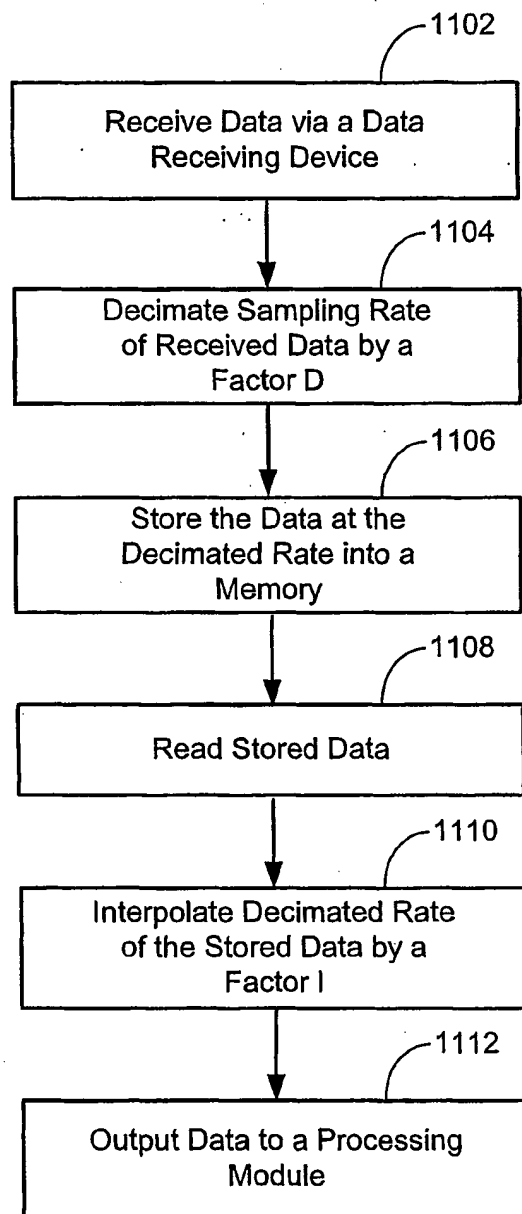 1102
Receive Data via a Data
Receiving Device
1104
Decimate Sampling Rate
of Received Data by a
Factor D
1106
Store the Data at the
Decimated Rate into a
Memory
1108
Read Stored Data
1110
Interpolate Decimated Rate
of the Stored Data by a
Factor I
1112
Output Data to a Processing
Module